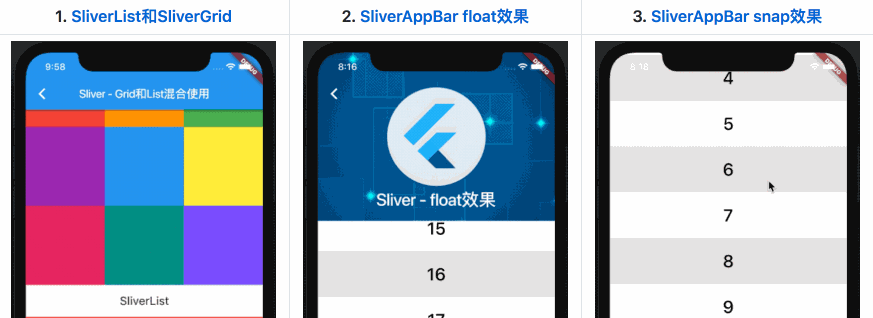 1. SliverList和SliverGrid
2. SliverAppBar float效果
3. SliverAppBar snap效果
9:58
DEBUG
Sliver - Grid和List混合使用
SliverList
8:16
DEBUG
Sliver - float效果
15
16
17
8:18
4
5
6
7
8
9